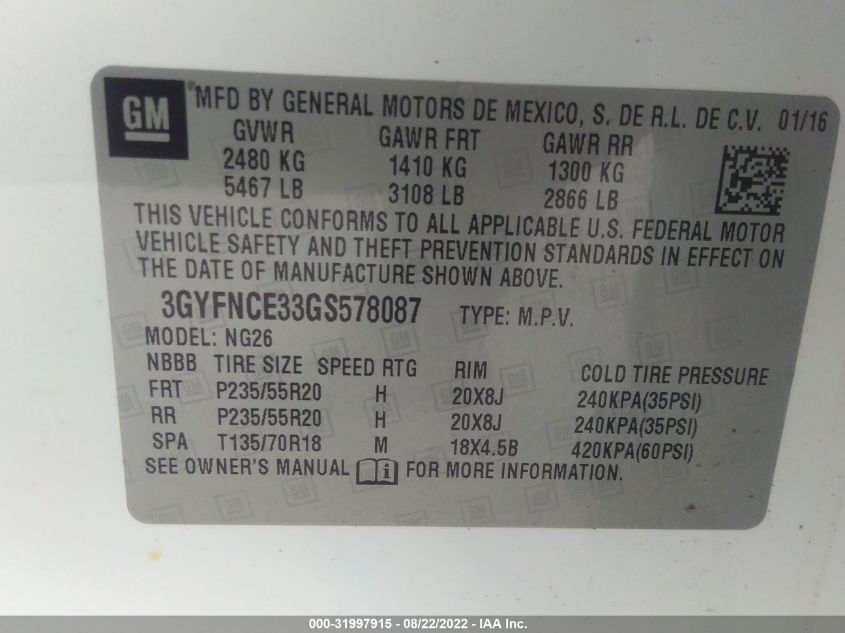 GM
® MFD BY GENERAL MOTORS DE MEXICO, S. DE R.L. DE C.V. 01/16
GVWR GAWR FRT GAWR RR
2480 KG 1410 KG 1300 KG
5467 LB 3108 LB 2866 LB
THIS VEHICLE CONFORMS TO ALL APPLICABLE U.S. FEDERAL MOTOR
VEHICLE SAFETY AND THEFT PREVENTION STANDARDS IN EFFECT ON
THE DATE OF MANUFACTURE SHOWN ABOVE.
3GYFNCE33GS578087 TYPE: M.P.V.
MODEL: NG26
NBBB TIRE SIZE SPEED RTG RIM COLD TIRE PRESSURE
FRT P235/55R20 H 20X8J 240KPA(35PSI)
RR P235/55R20 H 20X8J 240KPA(35PSI)
SPA T135/70R18 M 18X4.5B 420KPA(60PSI)
SEE OWNER'S MANUAL i FOR MORE INFORMATION.
000-31997915 - 08/22/2022 - IAA Inc.